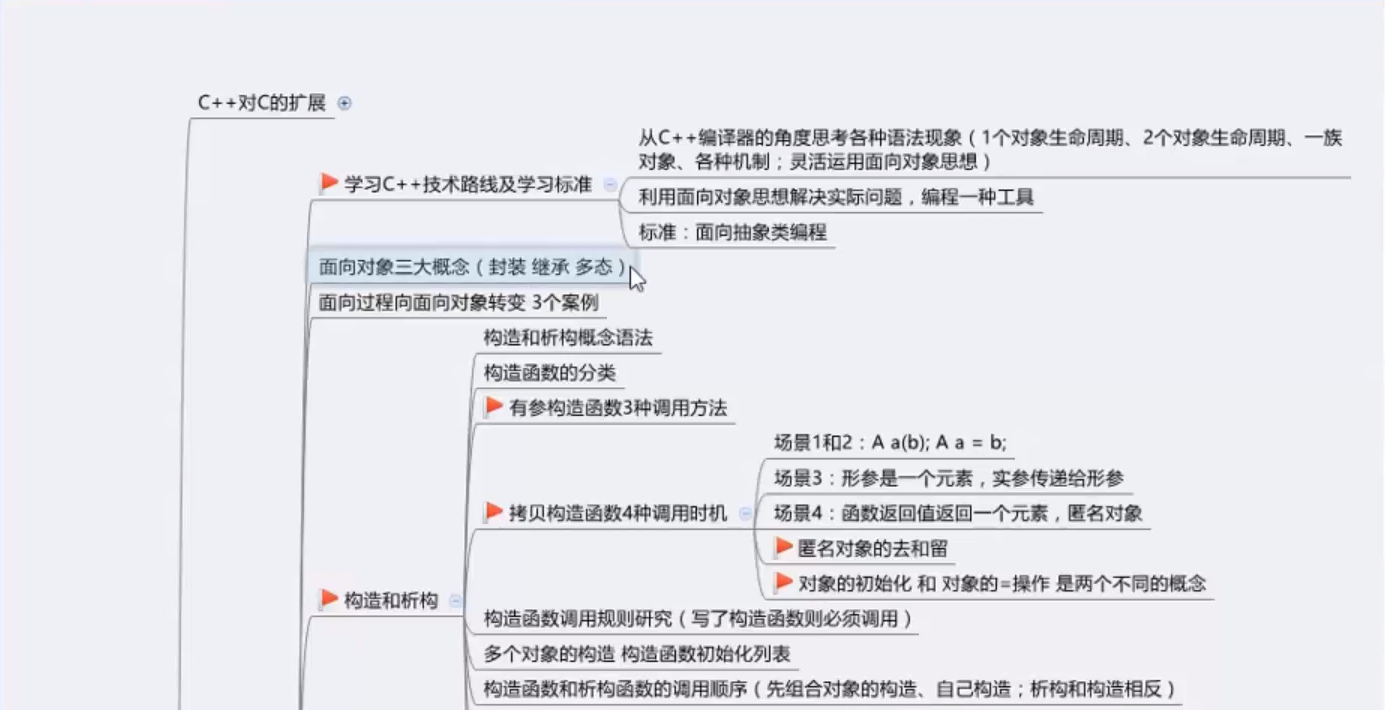 C++对C的扩展
从C++编译器的角度思考各种语法现象（1个对象生命周期、2个对象生命周期、一族
对象、各种机制；灵活运用面向对象思想）
学习C++技术路线及学习标准
利用面向对象思想解决实际问题，编程一种工具
标准：面向抽象类编程
面向对象三大概念（封装 继承 多态）
面向过程向面向对象转变 3个案例
构造和析构概念语法
构造函数的分类
有参构造函数3种调用方法
场景1和2：A a(b); A a = b;
场景3：形参是一个元素，实参传递给形参
拷贝构造函数4种调用时机
场景4：函数返回值返回一个元素，匿名对象
匿名对象的去和留
对象的初始化 和 对象的=操作 是两个不同的概念
构造和析构
构造函数调用规则研究（写了构造函数则必须调用）
多个对象的构造 构造函数初始化列表
构造函数和析构函数的调用顺序（先组合对象的构造、自己构造；析构和构造相反）